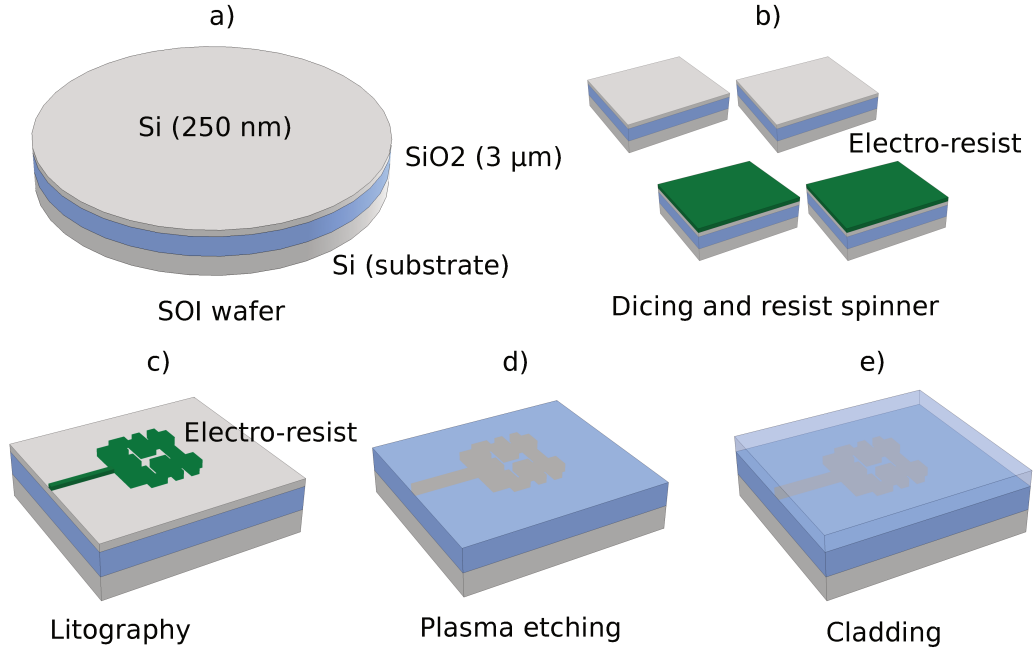 a)
Si (250 nm)
SiO2 (3 μm)
Si (substrate)
SOI wafer
b)
Electro-resist
Dicing and resist spinner
c)
Electro-resist
Litography
d)
Plasma etching
e)
Cladding